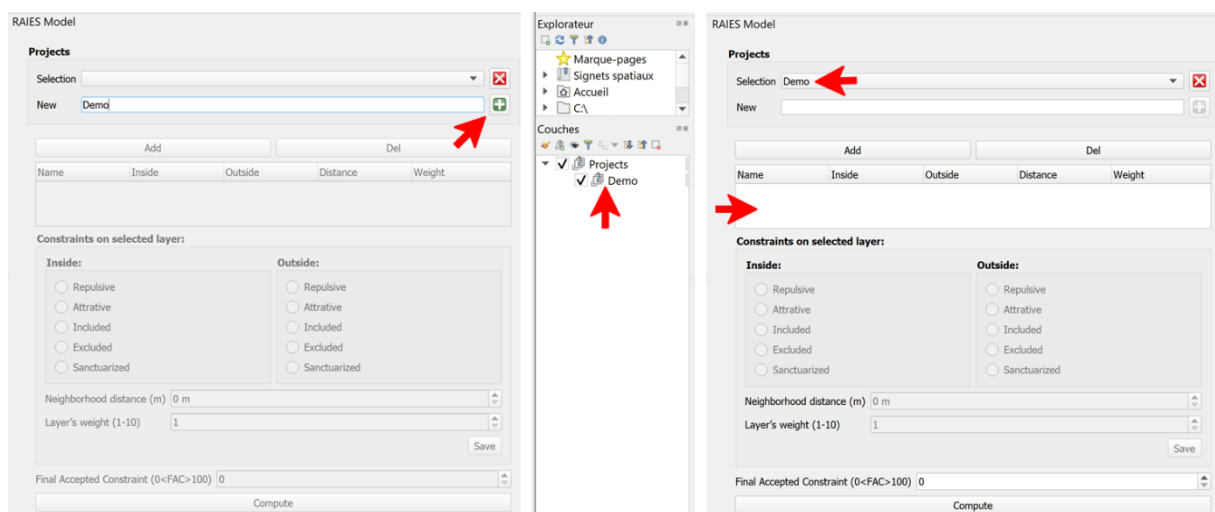 RAIES Model
Projects
Selection
New Demo
Add Del
Name Inside Outside Distance Weight
Constraints on selected layer:
Inside: Outside:
Repulsive Repulsive
Attrative Attrative
Included Included
Excluded Excluded
Sanctuarized Sanctuarized
Neighborhood distance (m) 0 m
Layer's weight (1-10) 1
Save
Final Accepted Constraint (0<FAC>100) 0
Compute
Explorateur
Marque-pages
Signets spatiaux
Accueil
C:\
Couches
Projects
Demo
RAIES Model
Projects
Selection Demo
New
Add Del
Name Inside Outside Distance Weight
Constraints on selected layer:
Inside: Outside:
Repulsive Repulsive
Attrative Attrative
Included Included
Excluded Excluded
Sanctuarized Sanctuarized
Neighborhood distance (m) 0 m
Layer's weight (1-10) 1
Save
Final Accepted Constraint (0<FAC>100) 0
Compute